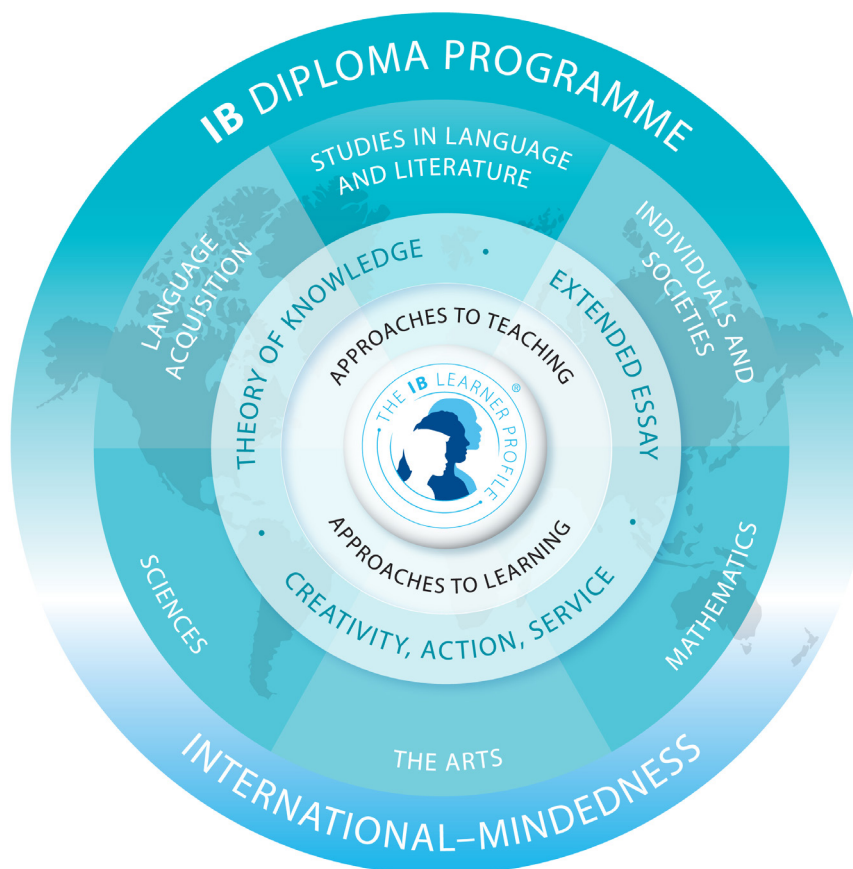 IB DIPLOMA PROGRAMME
STUDIES IN LANGUAGE
AND LITERATURE
LANGUAGE
ACQUISITION
INDIVIDUALS AND
SOCIETIES
THEORY OF KNOWLEDGE
EXTENDED ESSAY
APPROACHES TO TEACHING
THE IB LEARNER PROFILE®
APPROACHES TO LEARNING
CREATIVITY, ACTION, SERVICE
SCIENCES
MATHEMATICS
THE ARTS
INTERNATIONAL–MINDEDNESS